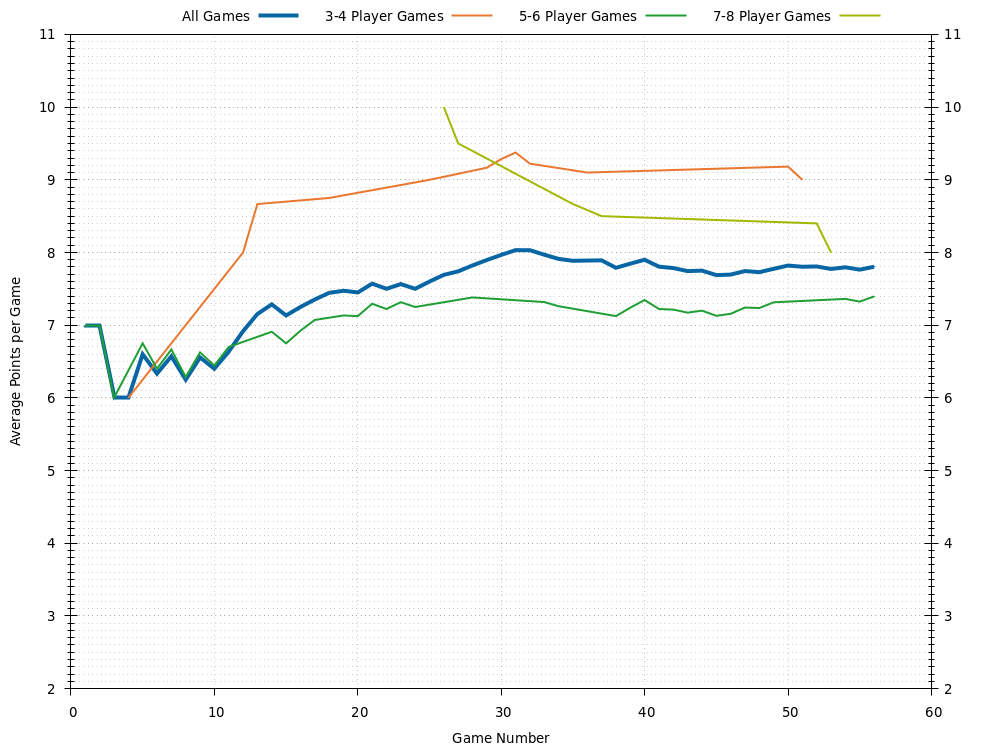 All Games 3-4 Player Games 5-6 Player Games 7-8 Player Games
11 11
10 10
9 9
8 8
7 7
6 6
5 5
4 4
3 3
2 2
Average Points per Game
0 10 20 30 40 50 60
Game Number